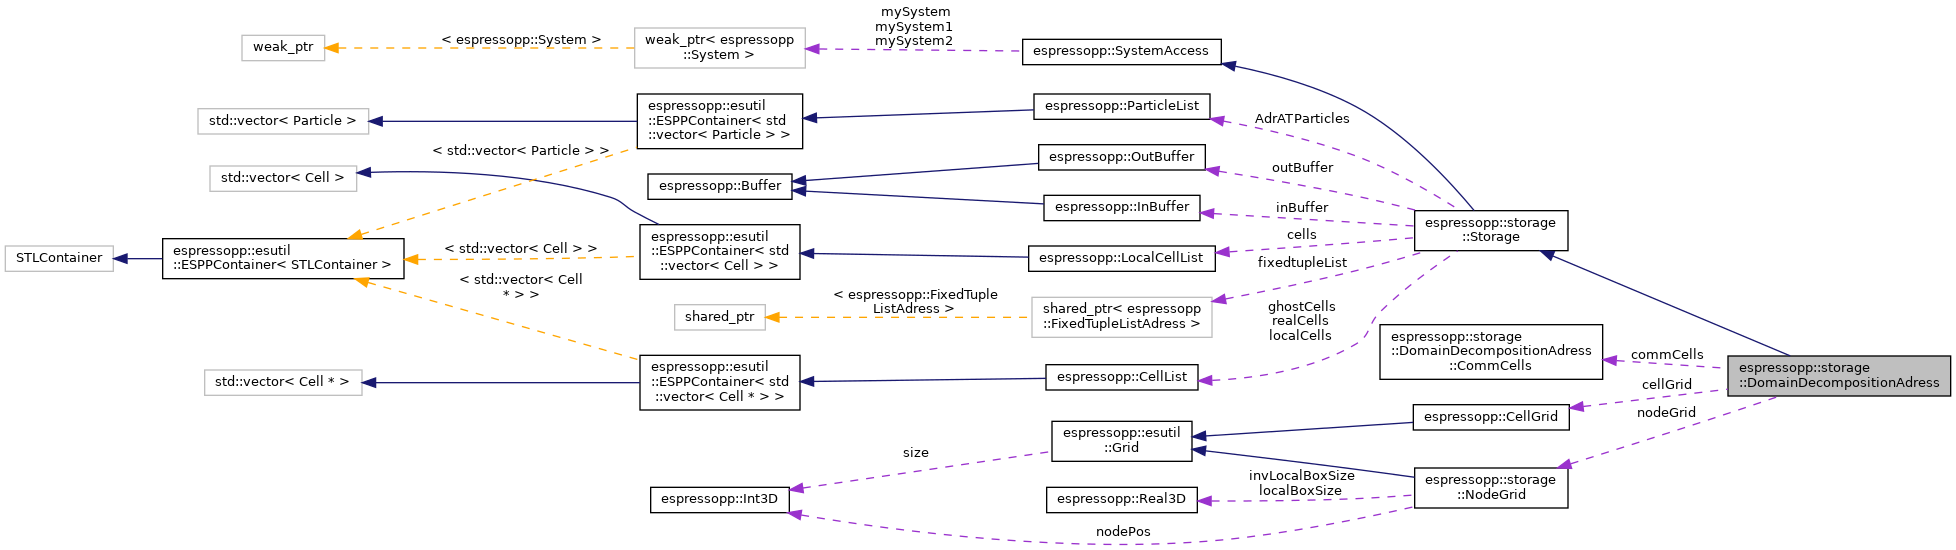 mySystem
mySystem1
mySystem2
weak_ptr
< espressopp::System >
weak_ptr< espressopp
::System >
espressopp::SystemAccess
std::vector< Particle >
espressopp::esutil
::ESPPContainer< std
::vector< Particle > >
espressopp::ParticleList
AdrATParticles
< std::vector< Particle > >
std::vector< Cell >
espressopp::Buffer
espressopp::OutBuffer
outBuffer
espressopp::InBuffer
inBuffer
espressopp::storage
::Storage
STLContainer
espressopp::esutil
::ESPPContainer< STLContainer >
< std::vector< Cell > >
espressopp::esutil
::ESPPContainer< std
::vector< Cell > >
espressopp::LocalCellList
cells
fixedtupleList
< std::vector< Cell
* > >
shared_ptr
< espressopp::FixedTuple
ListAdress >
shared_ptr< espressopp
::FixedTupleListAdress >
ghostCells
realCells
localCells
espressopp::storage
::DomainDecompositionAdress
::CommCells
commCells
espressopp::storage
::DomainDecompositionAdress
std::vector< Cell * >
espressopp::esutil
::ESPPContainer< std
::vector< Cell * > >
espressopp::CellList
cellGrid
nodeGrid
espressopp::CellGrid
espressopp::esutil
::Grid
size
espressopp::Int3D
espressopp::Real3D
invLocalBoxSize
localBoxSize
espressopp::storage
::NodeGrid
nodePos